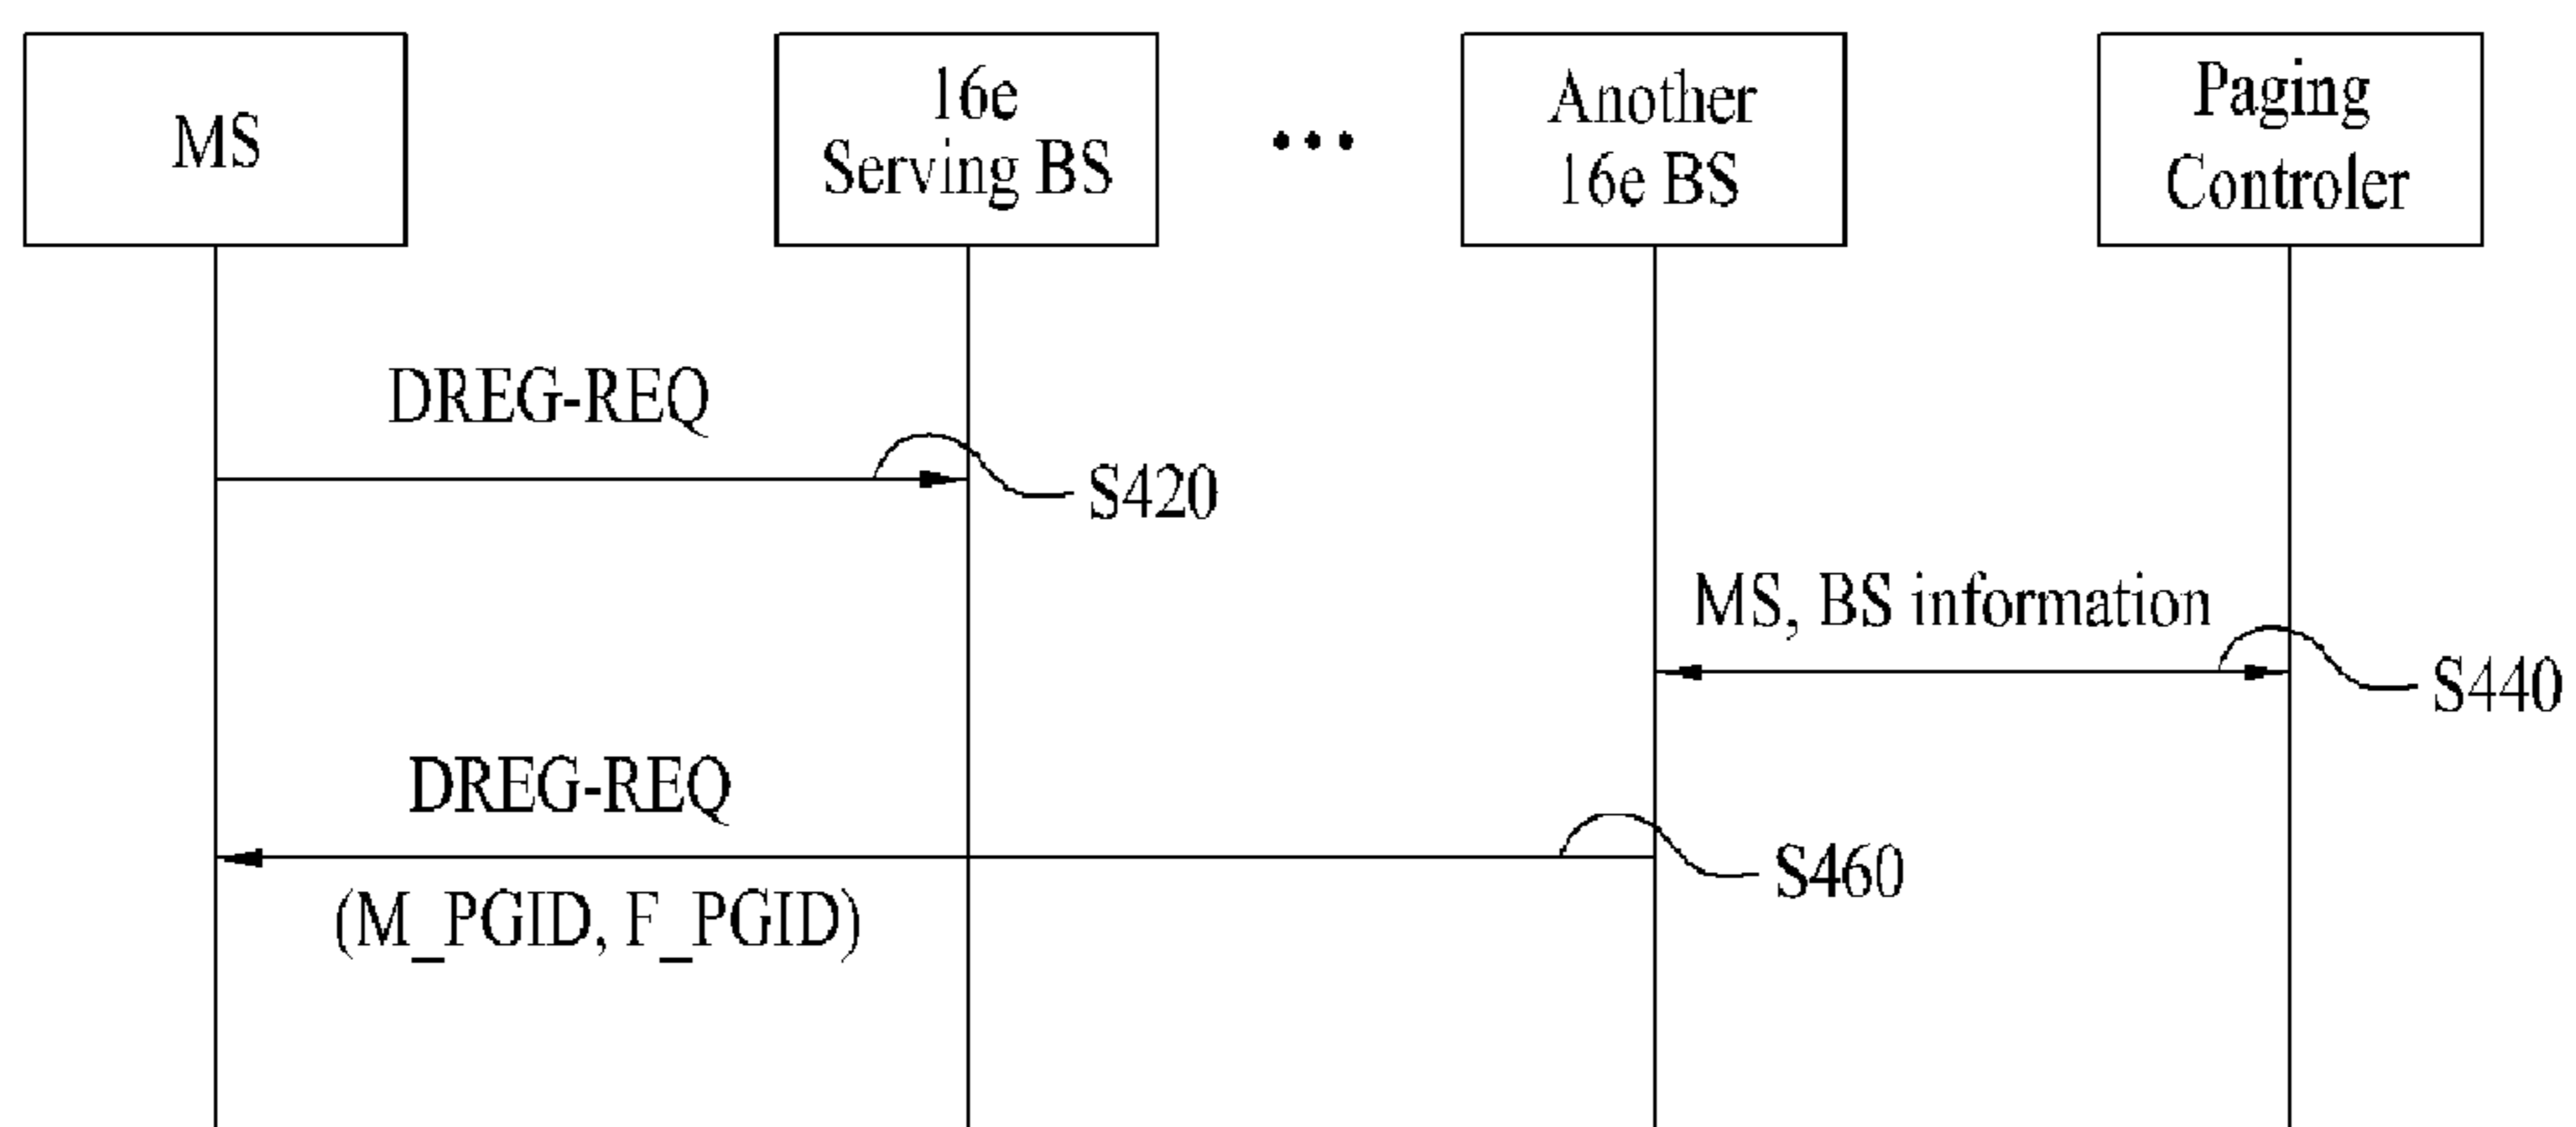 MS
16e
Serving BS
Another
16e BS
Paging
Controler
DREG-REQ
S420
MS, BS information
S440
DREG-REQ
S460
(M_PGID, F_PGID)